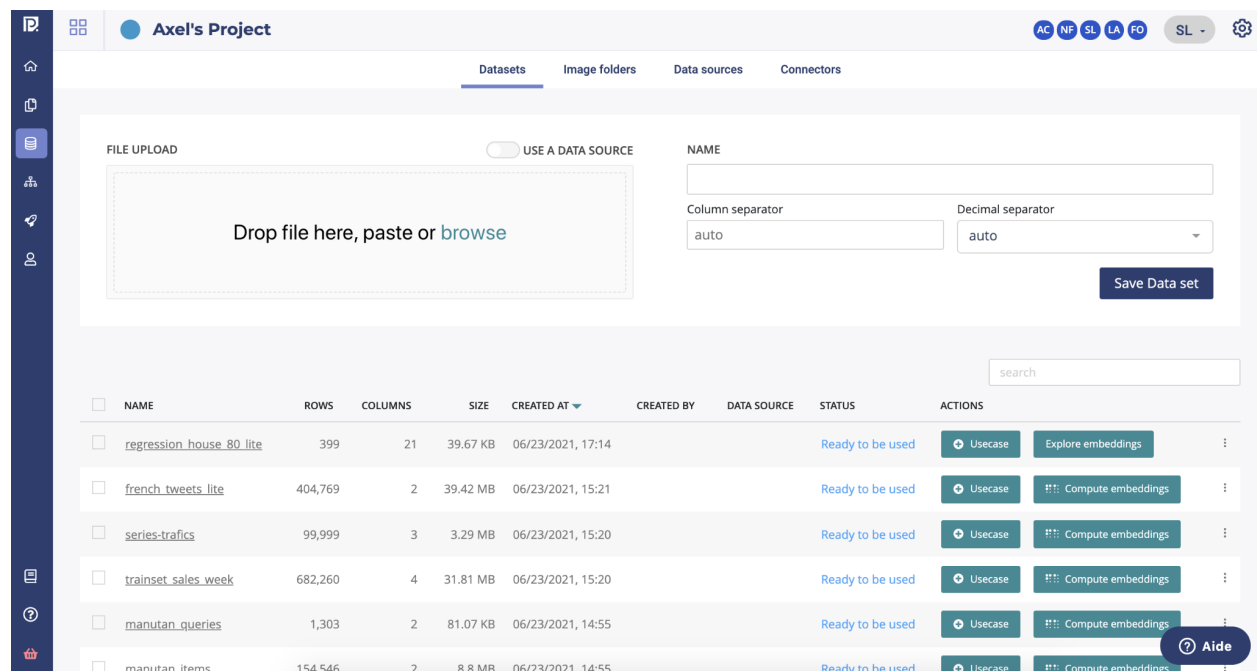 Axel's Project
AC NF SL LA FO SL
Datasets Image folders Data sources Connectors
FILE UPLOAD USE A DATA SOURCE NAME
Drop file here, paste or browse
Column separator Decimal separator
auto auto
Save Data set
search
NAME ROWS COLUMNS SIZE CREATED AT CREATED BY DATA SOURCE STATUS ACTIONS
regression_house_80_lite 399 21 39.67 KB 06/23/2021, 17:14 Ready to be used Usecase Explore embeddings
french_tweets_lite 404,769 2 39.42 MB 06/23/2021, 15:21 Ready to be used Usecase Compute embeddings
series-trafics 99,999 3 3.29 MB 06/23/2021, 15:20 Ready to be used Usecase Compute embeddings
trainset_sales_week 682,260 4 31.81 MB 06/23/2021, 15:20 Ready to be used Usecase Compute embeddings
manutan_queries 1,303 2 81.07 KB 06/23/2021, 14:55 Ready to be used Usecase Compute embeddings
manutan_items 154,546 2 8.8 MB 06/23/2021, 14:55 Ready to be used Usecase Compute embeddings
Aide